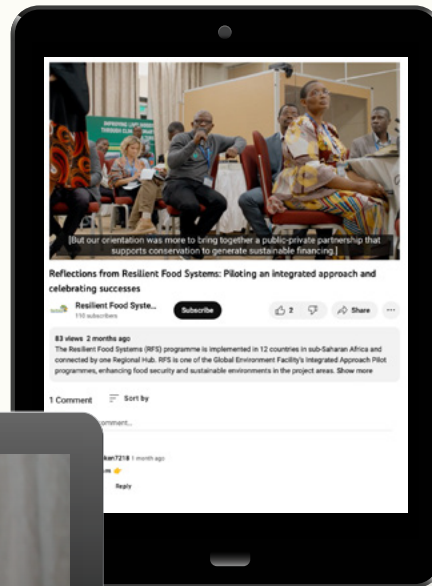 IMPROVING
THROUGH
[But our orientation was more to bring together a public-private partnership that
supports conservation to generate sustainable financing.]
Reflections from Resilient Food Systems: Piloting an integrated approach and
celebrating successes
Resilient Food Syste...
110 subscribers
Subscribe
2
Share
83 views 2 months ago
The Resilient Food Systems (RFS) programme is implemented in 12 countries in sub-Saharan Africa and
connected by one Regional Hub. RFS is one of the Global Environment Facility's Integrated Approach Pilot
programmes, enhancing food security and sustainable environments in the project areas. Show more
1 Comment
Sort by
comment...
ken7218 1 month ago
Reply